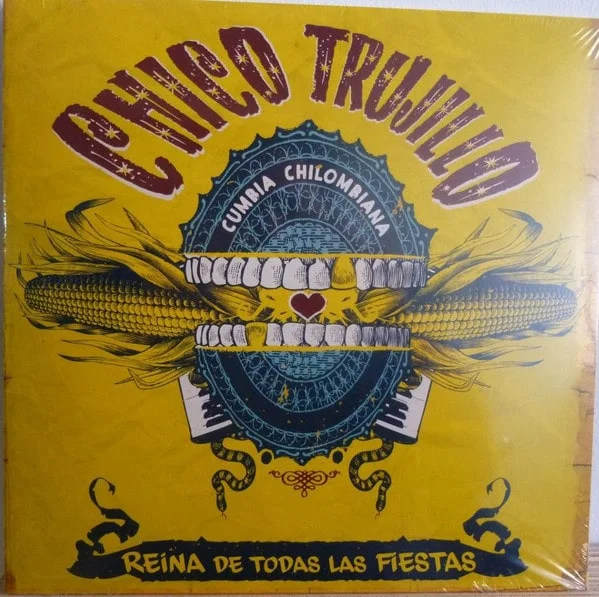 CHICO TRUJILLO
CUMBIA CHILOMBIANA
REINA DE TODAS LAS FIESTAS